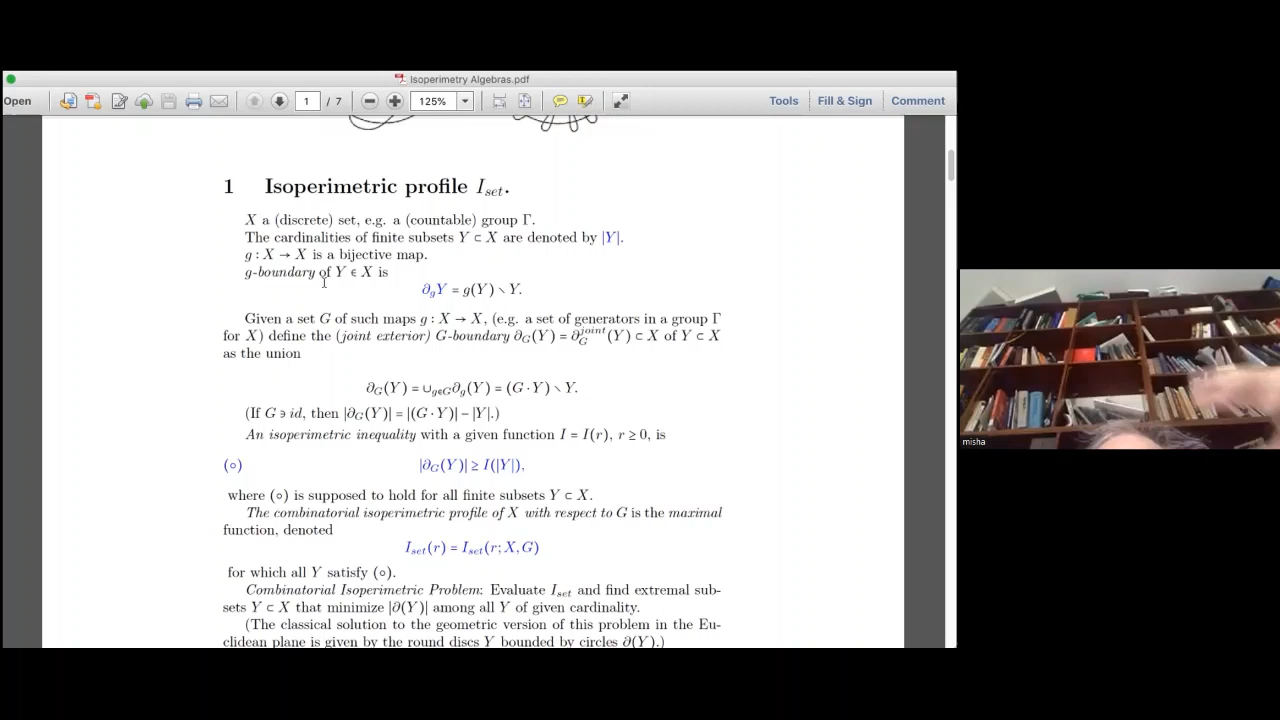 Isoperimetry Algebras.pdf
Open 1 / 7 125% Tools Fill & Sign Comment
1 Isoperimetric profile I_set.
X a (discrete) set, e.g. a (countable) group Γ.
The cardinalities of finite subsets Y ⊂ X are denoted by |Y|.
g : X → X is a bijective map.
g-boundary of Y ∈ X is
∂_gY = g(Y) ∖ Y.
Given a set G of such maps g : X → X, (e.g. a set of generators in a group Γ
for X) define the (joint exterior) G-boundary ∂_G(Y) = ∂_G^{joint}(Y) ⊂ X of Y ⊂ X
as the union
∂_G(Y) = ∪_{g∈G}∂_g(Y) = (G · Y) ∖ Y.
(If G ∋ id, then |∂_G(Y)| = |(G · Y)| − |Y|.)
An isoperimetric inequality with a given function I = I(r), r ≥ 0, is
(∘) |∂_G(Y)| ≥ I(|Y|),
where (∘) is supposed to hold for all finite subsets Y ⊂ X.
The combinatorial isoperimetric profile of X with respect to G is the maximal
function, denoted
I_set(r) = I_set(r; X, G)
for which all Y satisfy (∘).
Combinatorial Isoperimetric Problem: Evaluate I_set and find extremal sub-
sets Y ⊂ X that minimize |∂(Y)| among all Y of given cardinality.
(The classical solution to the geometric version of this problem in the Eu-
clidean plane is given by the round discs Y bounded by circles ∂(Y).)
misha